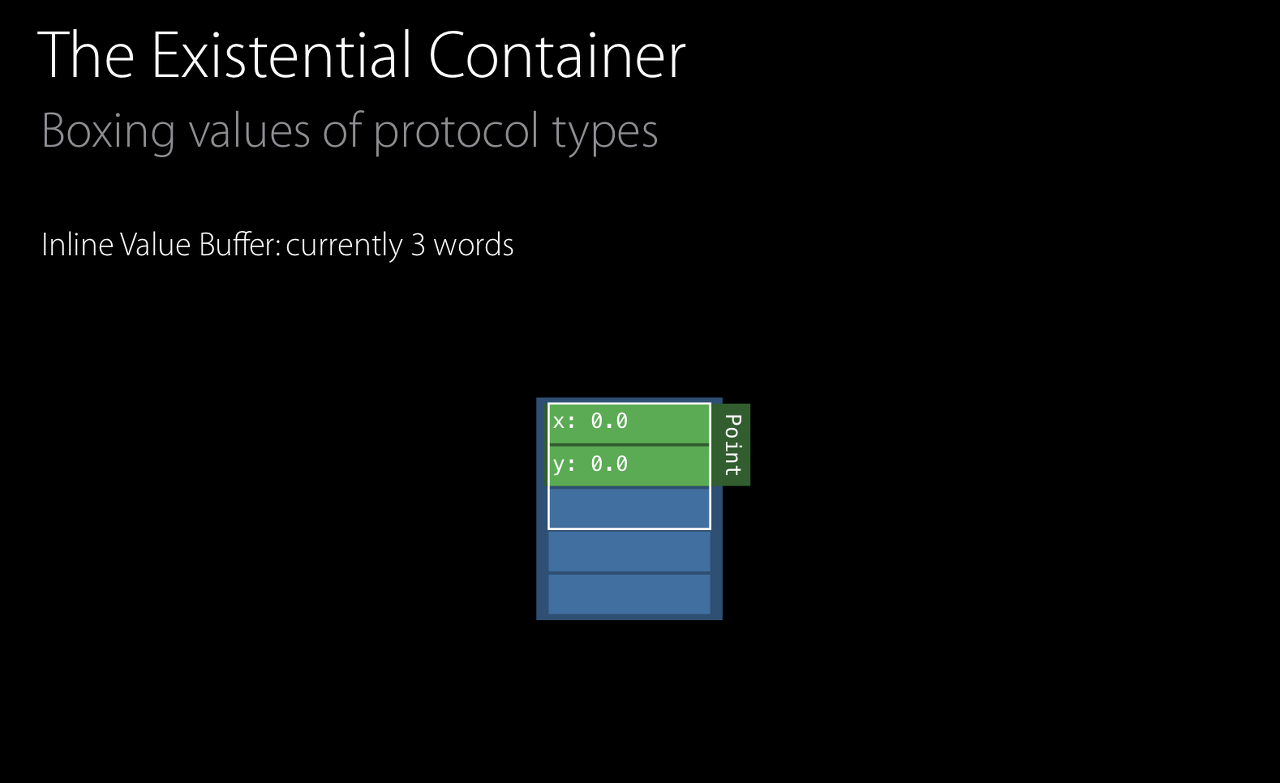 The Existential Container
Boxing values of protocol types
Inline Value Buffer: currently 3 words
x: 0.0
y: 0.0
Point